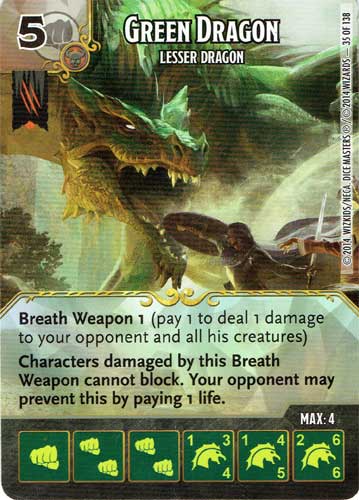 5
GREEN DRAGON
LESSER DRAGON
©2014 WIZKIDS/NECA. DICE MASTERS ®/©2014 WIZARDS — 35 OF 138
Breath Weapon 1 (pay 1 to deal 1 damage
to your opponent and all his creatures)
Characters damaged by this Breath
Weapon cannot block. Your opponent may
prevent this by paying 1 life.
MAX: 4
1 3 4
1 4 5
2 6 6